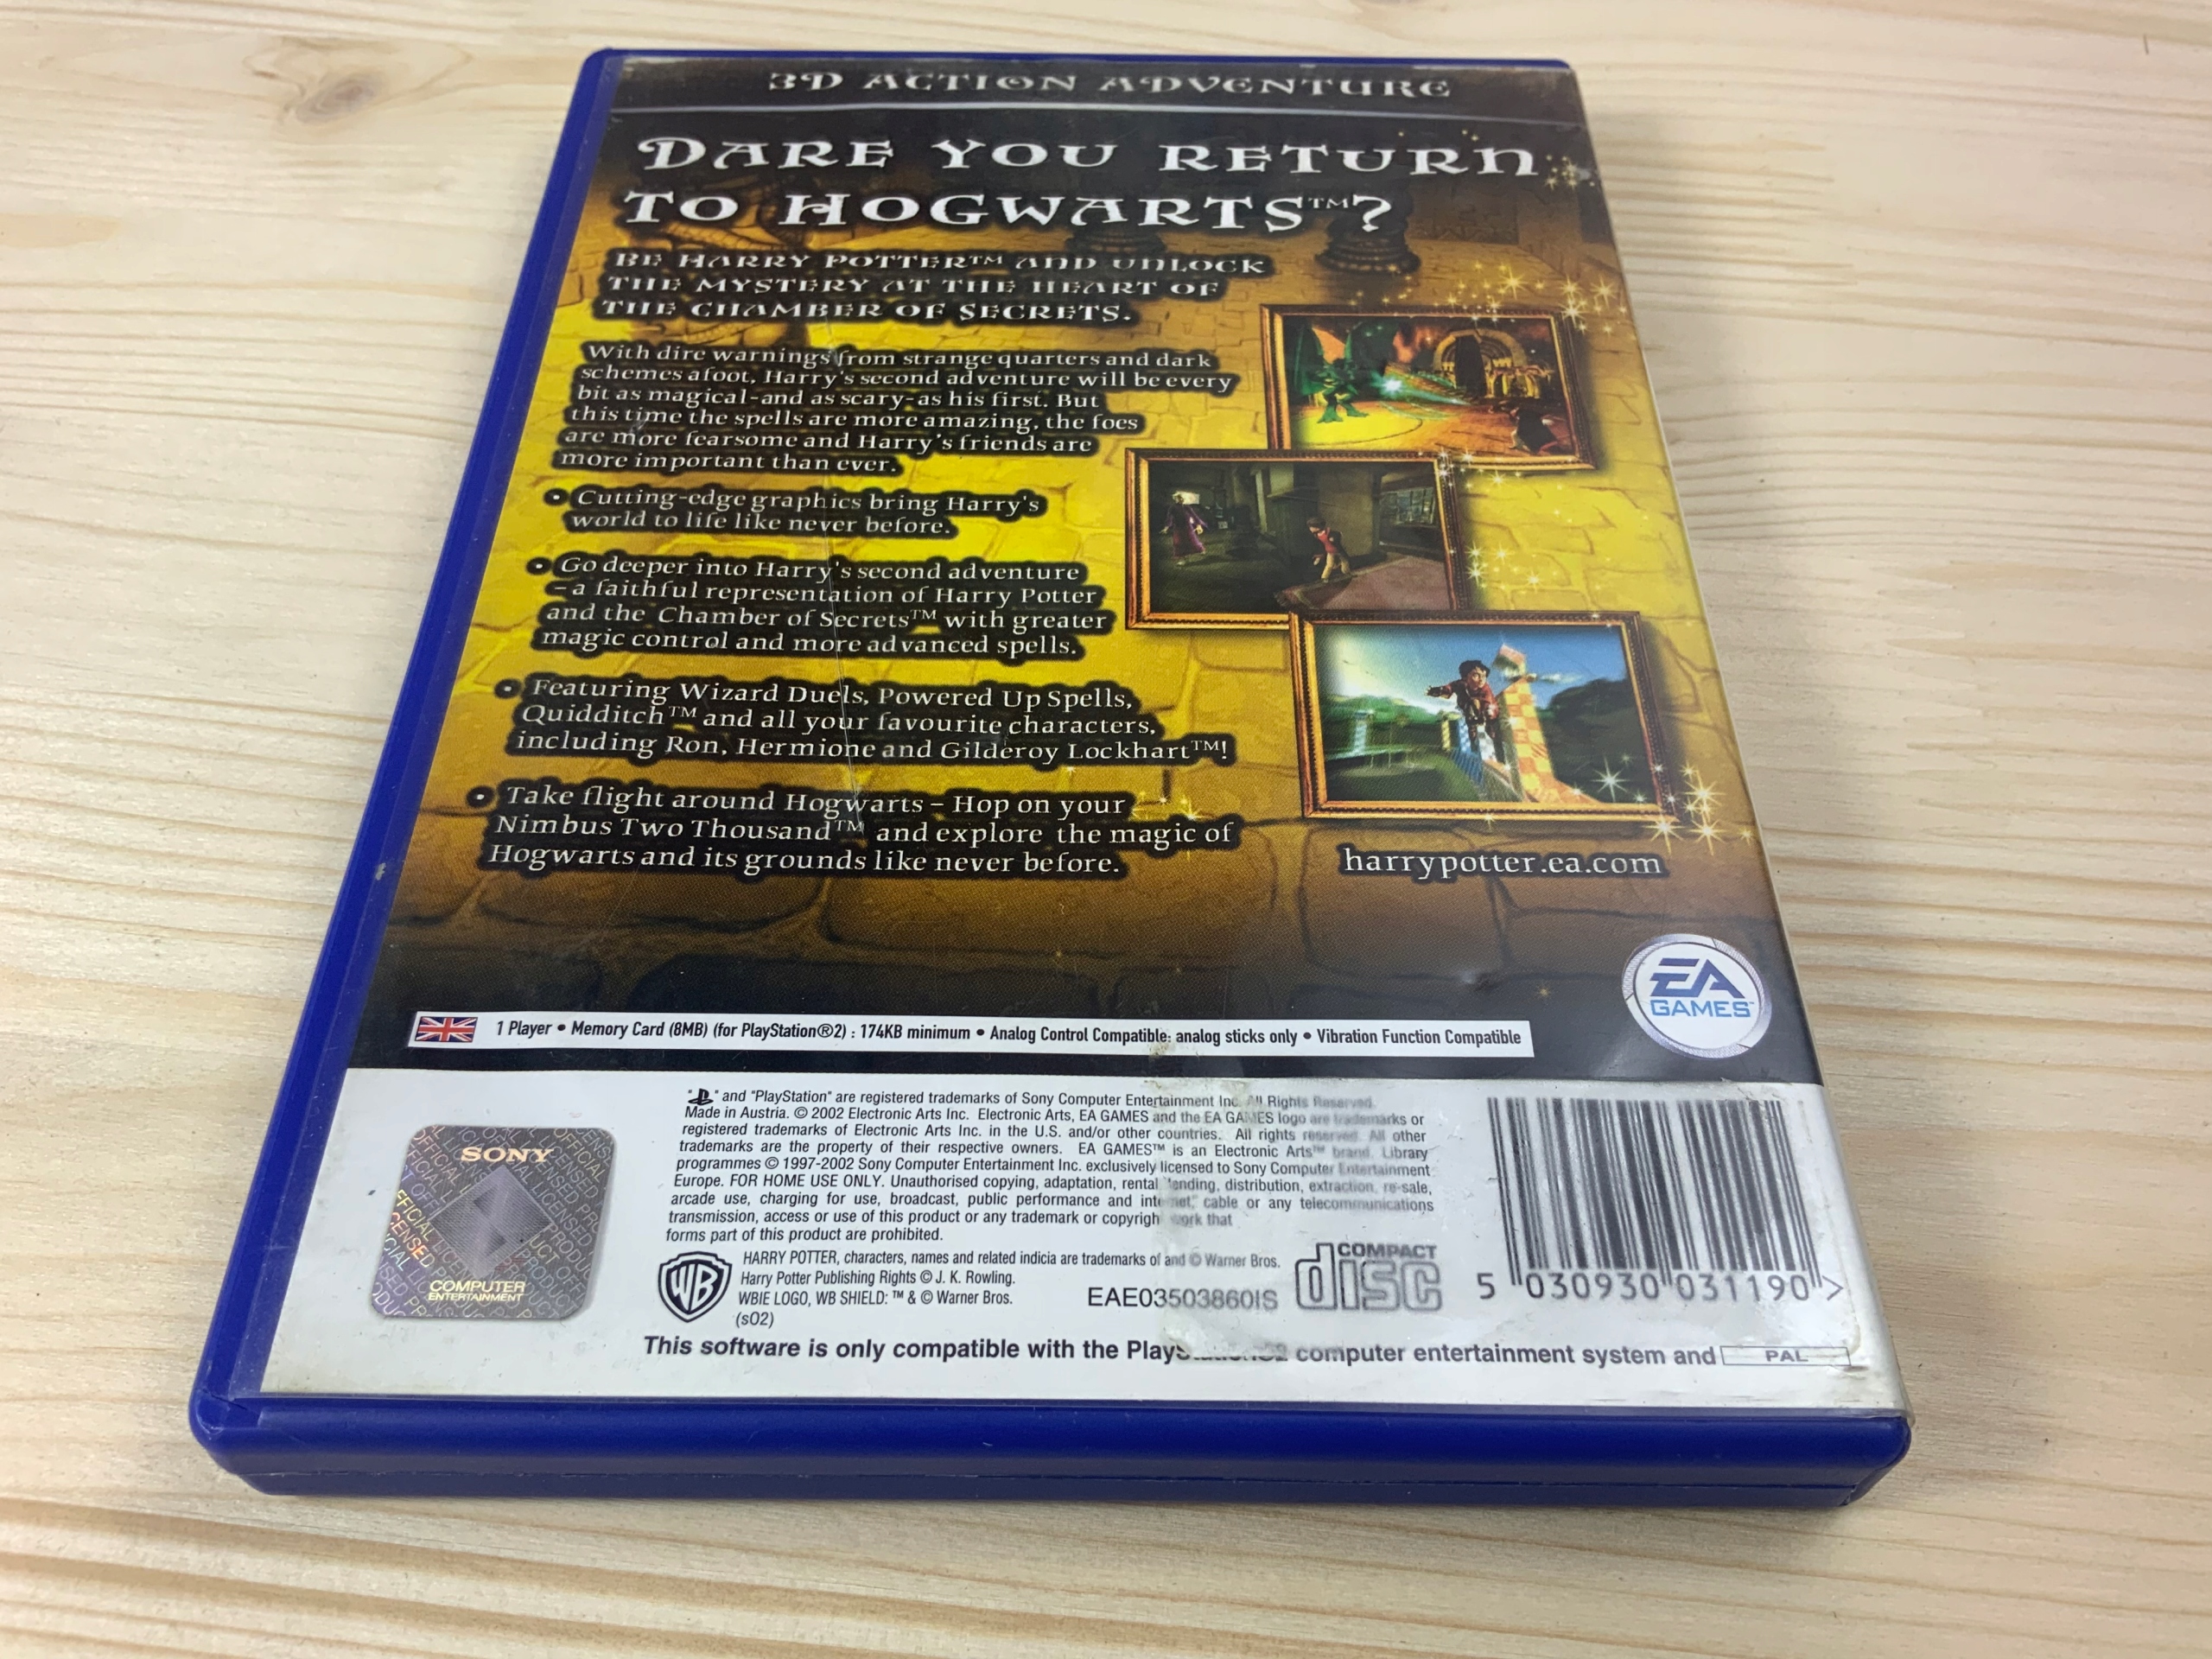 3D ACTION ADVENTURE
DARE YOU RETURN
TO HOGWARTS™?
BE HARRY POTTER™ AND UNLOCK
THE MYSTERY AT THE HEART OF
THE CHAMBER OF SECRETS.
With dire warnings from strange quarters and dark
schemes afoot, Harry's second adventure will be every
bit as magical-and as scary-as his first. But
this time the spells are more amazing, the foes
are more fearsome and Harry's friends are
more important than ever.
• Cutting-edge graphics bring Harry's
world to life like never before.
• Go deeper into Harry's second adventure
– a faithful representation of Harry Potter
and the Chamber of Secrets™ with greater
magic control and more advanced spells.
• Featuring Wizard Duels, Powered Up Spells,
Quidditch™ and all your favourite characters,
including Ron, Hermione and Gilderoy Lockhart™!
• Take flight around Hogwarts – Hop on your
Nimbus Two Thousand™ and explore the magic of
Hogwarts and its grounds like never before.
harrypotter.ea.com
EA
GAMES™
1 Player • Memory Card (8MB) (for PlayStation®2) : 174KB minimum • Analog Control Compatible: analog sticks only • Vibration Function Compatible
" " and "PlayStation" are registered trademarks of Sony Computer Entertainment Inc. All Rights Reserved.
Made in Austria. © 2002 Electronic Arts Inc. Electronic Arts, EA GAMES and the EA GAMES logo are trademarks or
registered trademarks of Electronic Arts Inc. in the U.S. and/or other countries. All rights reserved. All other
trademarks are the property of their respective owners. EA GAMES™ is an Electronic Arts™ brand. Library
programmes © 1997-2002 Sony Computer Entertainment Inc. exclusively licensed to Sony Computer Entertainment
Europe. FOR HOME USE ONLY. Unauthorised copying, adaptation, rental lending, distribution, extraction, re-sale,
arcade use, charging for use, broadcast, public performance and internet, cable or any telecommunications
transmission, access or use of this product or any trademark or copyright work that
forms part of this product are prohibited.
SONY
COMPUTER
ENTERTAINMENT
WB
HARRY POTTER, characters, names and related indicia are trademarks of and © Warner Bros.
Harry Potter Publishing Rights © J. K. Rowling.
WBIE LOGO, WB SHIELD: ™ & © Warner Bros.
(s02)
EAE03503860IS
COMPACT
disc
5 030930 031190 >
This software is only compatible with the computer entertainment system and PAL